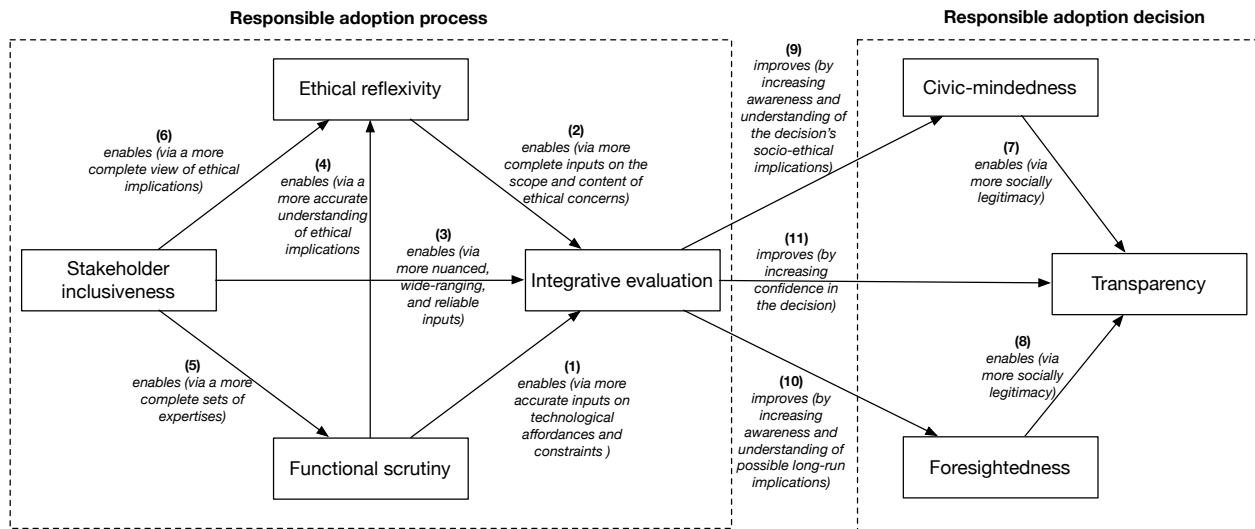 Responsible adoption process
Responsible adoption decision
Ethical reflexivity
(6)
enables (via a more
complete view of ethical
implications)
(4)
enables (via a
more accurate
understanding
of ethical
implications
(2)
enables (via more
complete inputs on the
scope and content of
ethical concerns)
(9)
improves (by
increasing
awareness and
understanding of
the decision's
socio-ethical
implications)
Civic-mindedness
(7)
enables (via
more socially
legitimacy)
Stakeholder
inclusiveness
(3)
enables (via
more nuanced,
wide-ranging,
and reliable
inputs)
Integrative evaluation
(11)
improves (by
increasing
confidence in
the decision)
Transparency
(5)
enables (via a more
complete sets of
expertises)
(1)
enables (via more
accurate inputs on
technological
affordances and
constraints )
(10)
improves (by
increasing
awareness and
understanding of
possible long-run
implications)
(8)
enables (via
more socially
legitimacy)
Functional scrutiny
Foresightedness